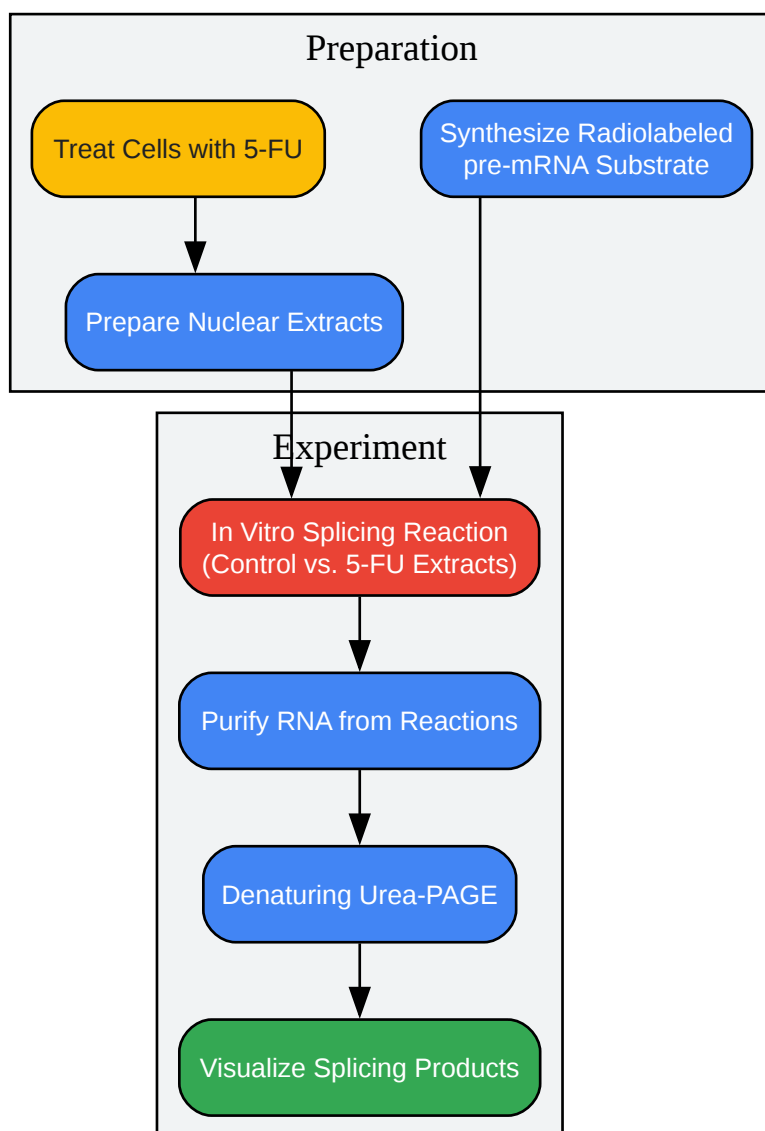 Preparation
Treat Cells with 5-FU
Synthesize Radiolabeled
pre-mRNA Substrate
Prepare Nuclear Extracts
Experiment
In Vitro Splicing Reaction
(Control vs. 5-FU Extracts)
Purify RNA from Reactions
Denaturing Urea-PAGE
Visualize Splicing Products